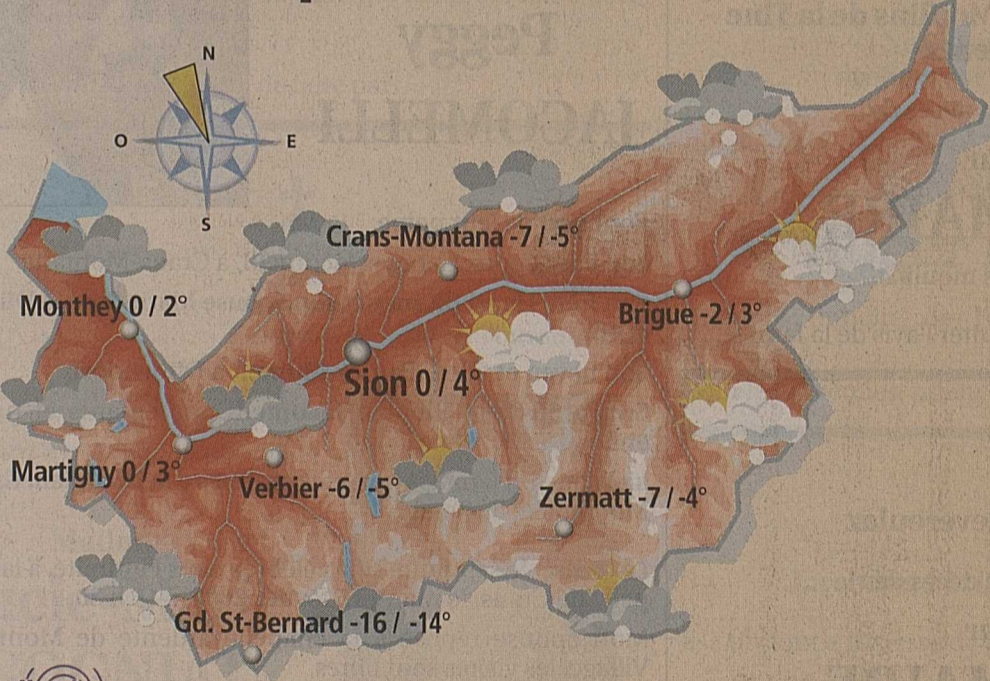 N
O
E
S
Crans-Montana -7 / -5°
Monthey 0 / 2°
Brigue -2 / 3°
Sion 0 / 4°
Martigny 0 / 3°
Verbier -6 / -5°
Zermatt -7 / -4°
Gd. St-Bernard -16 / -14°